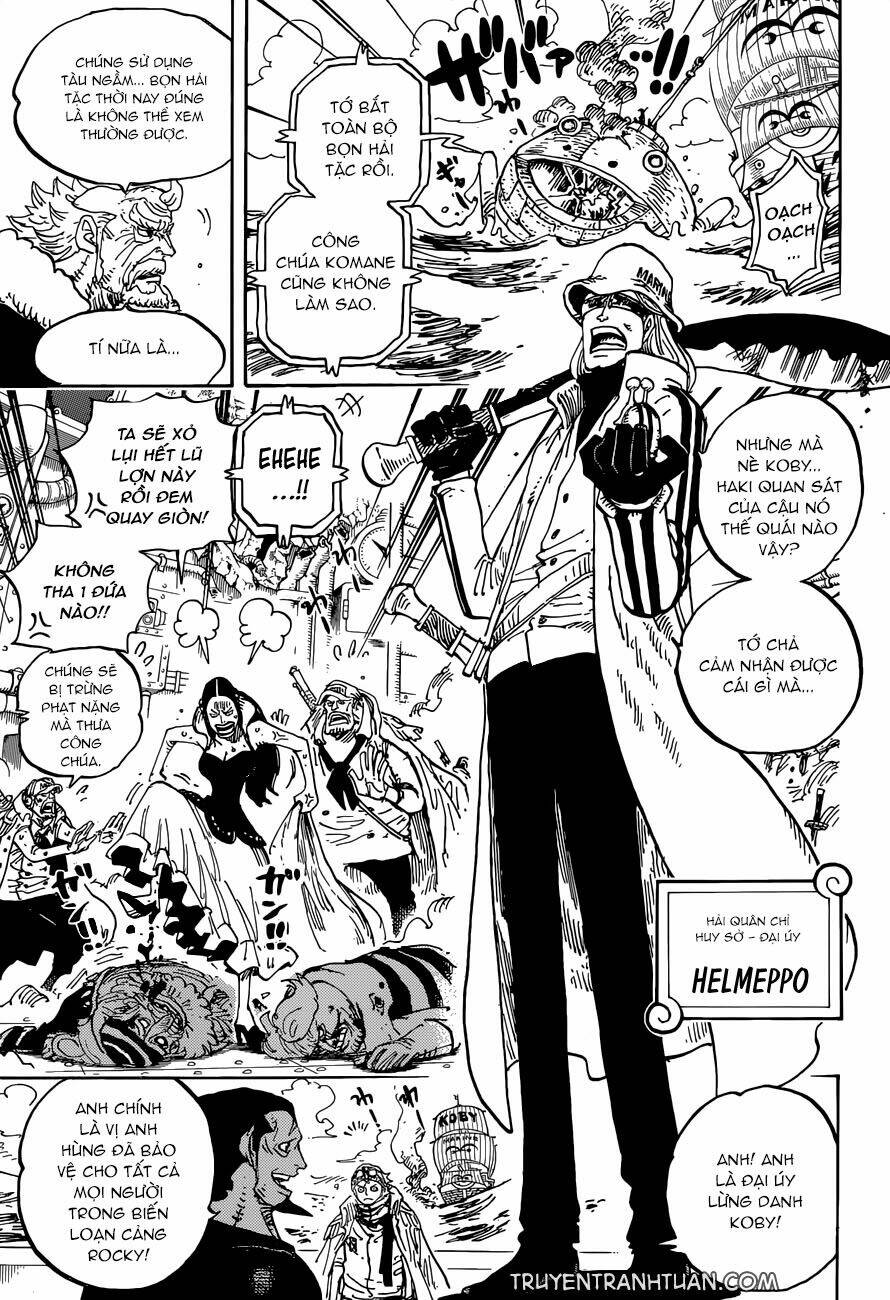 MARINE
OẠCH
OẠCH
...
TỚ BẮT
TOÀN BỘ
BỌN HẢI
TẶC RỒI.
CÔNG
CHÚA KOMANE
CŨNG KHÔNG
LÀM SAO.
CHÚNG SỬ DỤNG
TÀU NGẦM... BỌN HẢI
TẶC THỜI NAY ĐÚNG
LÀ KHÔNG THỂ XEM
THƯỜNG ĐƯỢC.
TÍ NỮA LÀ...
MARINE
NHƯNG MÀ
NÈ KOBY...
HAKI QUAN SÁT
CỦA CẬU NÓ
THẾ QUÁI NÀO
VẬY?
TỚ CHẢ
CẢM NHẬN ĐƯỢC
CÁI GÌ MÀ...
HẢI QUÂN CHỈ
HUY SỞ - ĐẠI ÚY
HELMEPPO
EHEHE
...!!
TA SẼ XỎ
LỤI HẾT LŨ
LỢN NÀY
RỒI ĐEM
QUAY GIÒN!
KHÔNG
THA 1 ĐỨA
NÀO!!
CHÚNG SẼ
BỊ TRỪNG
PHẠT NẶNG
MÀ THƯA
CÔNG
CHÚA.
ガン!!
ANH! ANH
LÀ ĐẠI ÚY
LỪNG DANH
KOBY!
KOBY
MARINE
ANH CHÍNH
LÀ VỊ ANH
HÙNG ĐÃ BẢO
VỆ CHO TẤT CẢ
MỌI NGƯỜI
TRONG BIẾN
LOẠN CẢNG
ROCKY!
TRUYENTRANHTUAN.COM